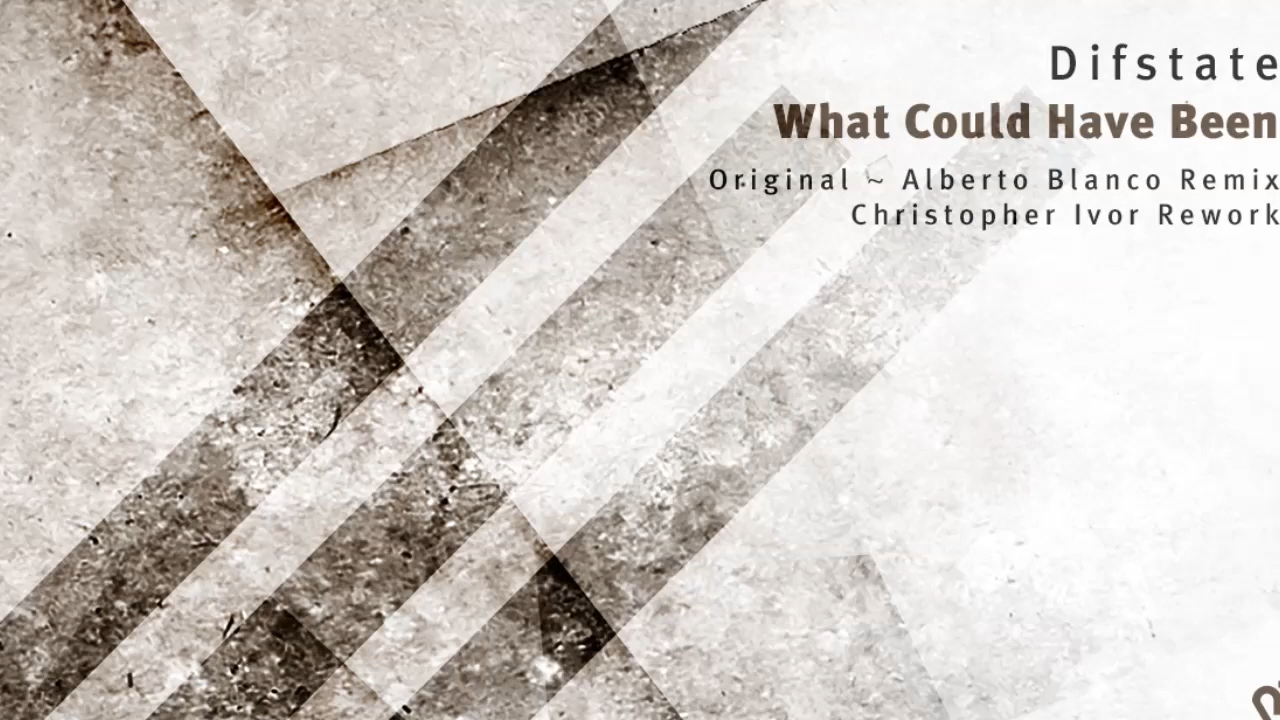 Difstate
What Could Have Been
Original ~ Alberto Blanco Remix
Christopher Ivor Rework